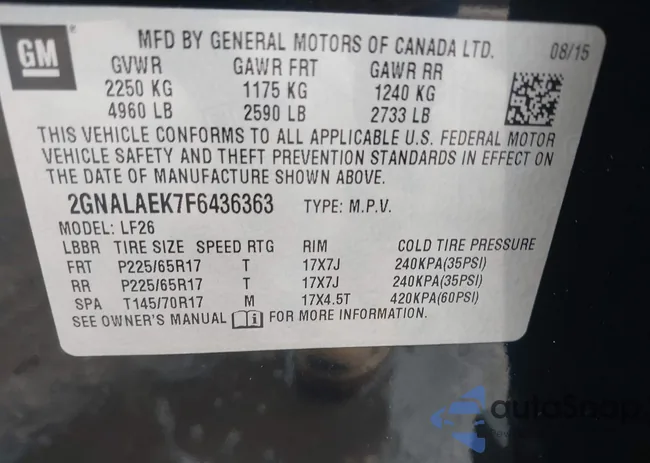 GM
MFD BY GENERAL MOTORS OF CANADA LTD. 08/15
GVWR GAWR FRT GAWR RR
2250 KG 1175 KG 1240 KG
4960 LB 2590 LB 2733 LB
THIS VEHICLE CONFORMS TO ALL APPLICABLE U.S. FEDERAL MOTOR
VEHICLE SAFETY AND THEFT PREVENTION STANDARDS IN EFFECT ON
THE DATE OF MANUFACTURE SHOWN ABOVE.
2GNALAEK7F6436363 TYPE: M.P.V.
MODEL: LF26
LBBR TIRE SIZE SPEED RTG RIM COLD TIRE PRESSURE
FRT P225/65R17 T 17X7J 240KPA(35PSI)
RR P225/65R17 T 17X7J 240KPA(35PSI)
SPA T145/70R17 M 17X4.5T 420KPA(60PSI)
SEE OWNER'S MANUAL FOR MORE INFORMATION.
autoSnap